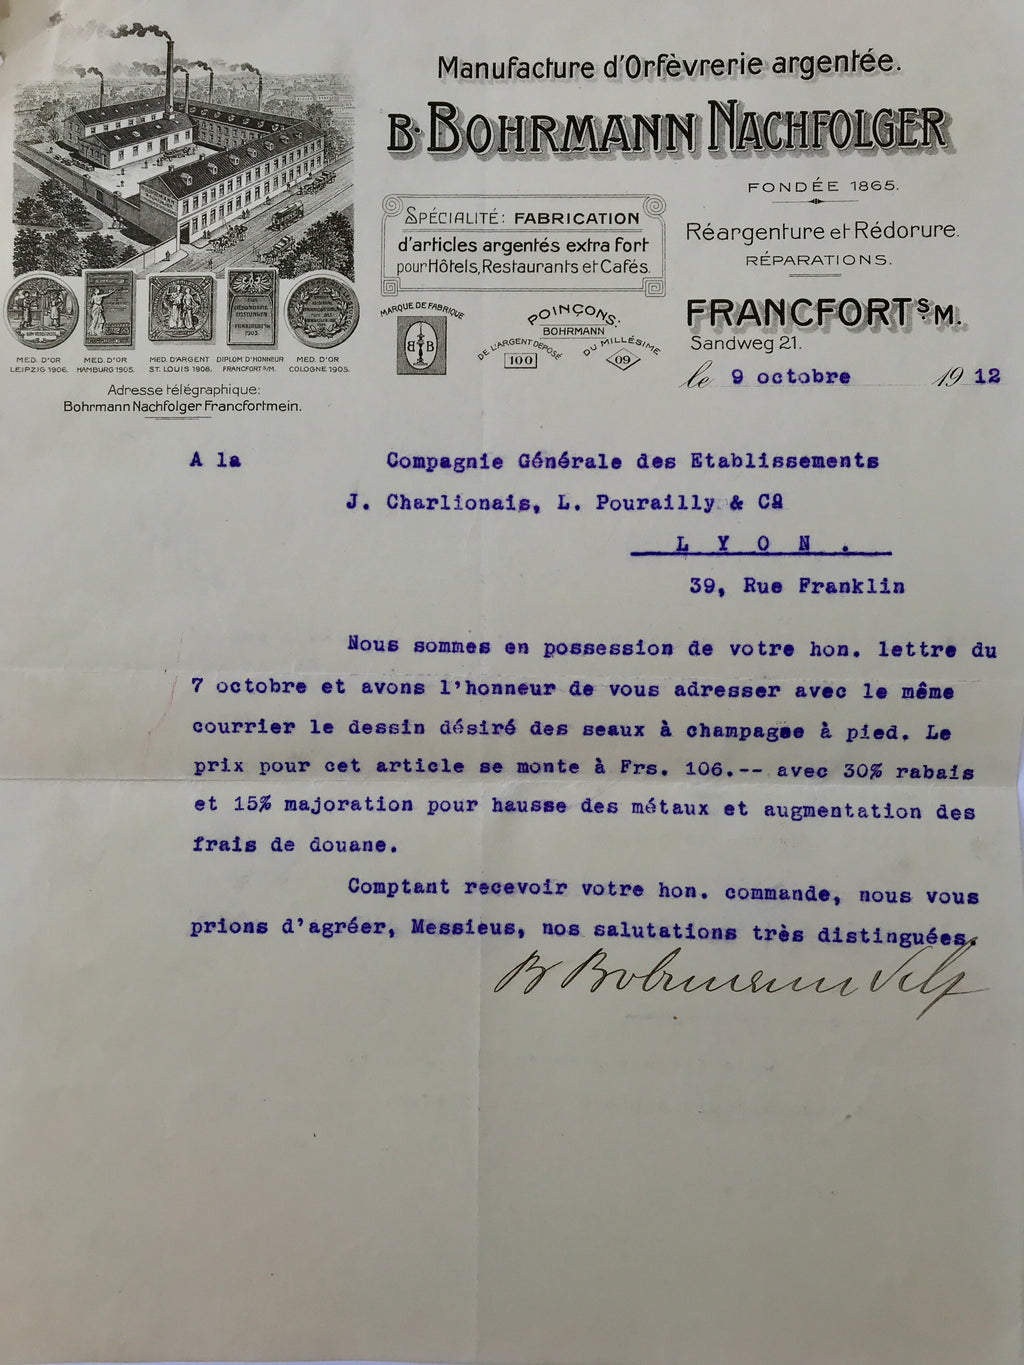 Manufacture d'Orfèvrerie argentée.
B. BOHRMANN NACHFOLGER
FONDÉE 1865.
SPÉCIALITÉ: FABRICATION
d'articles argentés extra fort
pour Hôtels, Restaurants et Cafés.
Réargenture et Rédorure.
RÉPARATIONS.
MARQUE DE FABRIQUE
B B
POINÇONS:
BOHRMANN
DE L'ARGENT DEPOSÉ
100
DU MILLÉSIME
09
FRANCFORT S/M.
Sandweg 21.
MED. D'OR
LEIPZIG 1906.
MED. D'OR
HAMBURG 1905.
MED. D'ARGENT
ST. LOUIS 1908.
DIPLOM D'HONNEUR
FRANCFORT S/M.
MED. D'OR
COLOGNE 1905.
Adresse télégraphique:
Bohrmann Nachfolger Francfortmein.
le 9 octobre 1912
A la Compagnie Générale des Etablissements
J. Charlionais, L. Pourailly & Co
LYON.
39, Rue Franklin
Nous sommes en possession de votre hon. lettre du
7 octobre et avons l'honneur de vous adresser avec le même
courrier le dessin désiré des seaux à champagne à pied. Le
prix pour cet article se monte à Frs. 106.-- avec 30% rabais
et 15% majoration pour hausse des métaux et augmentation des
frais de douane.
Comptant recevoir votre hon. commande, nous vous
prions d'agréer, Messieus, nos salutations très distinguées.
B Bohrmann